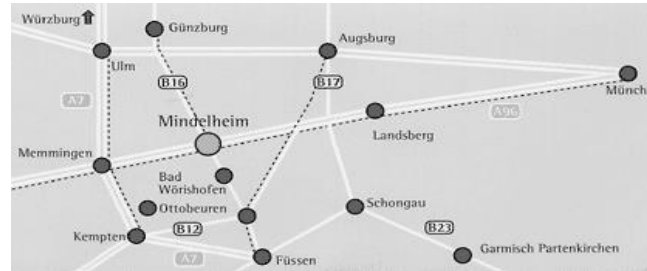 Würzburg
Günzburg
Augsburg
Ulm
B16
B17
Münch
A7
Mindelheim
A96
Landsberg
Memmingen
Bad
Wörishofen
Ottobeuren
Schongau
B12
B23
Kempten
A7
Füssen
Garmisch Partenkirchen